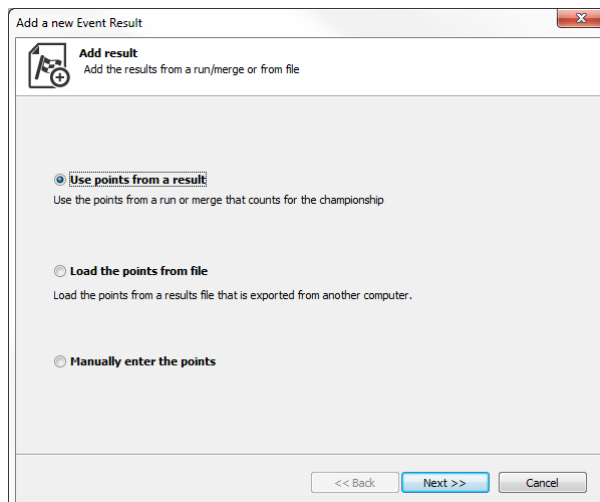 Add a new Event Result
Add result
Add the results from a run/merge or from file
Use points from a result
Use the points from a run or merge that counts for the championship
Load the points from file
Load the points from a results file that is exported from another computer.
Manually enter the points
<< Back
Next >>
Cancel